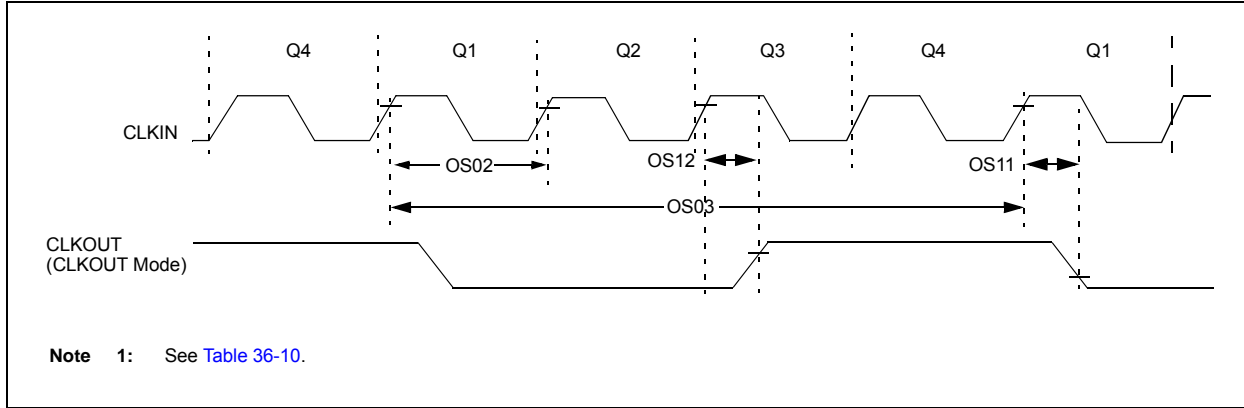 Q4 Q1 Q2 Q3 Q4 Q1
CLKIN
OS02
OS12
OS11
OS03
CLKOUT
(CLKOUT Mode)
Note 1: See Table 36-10.